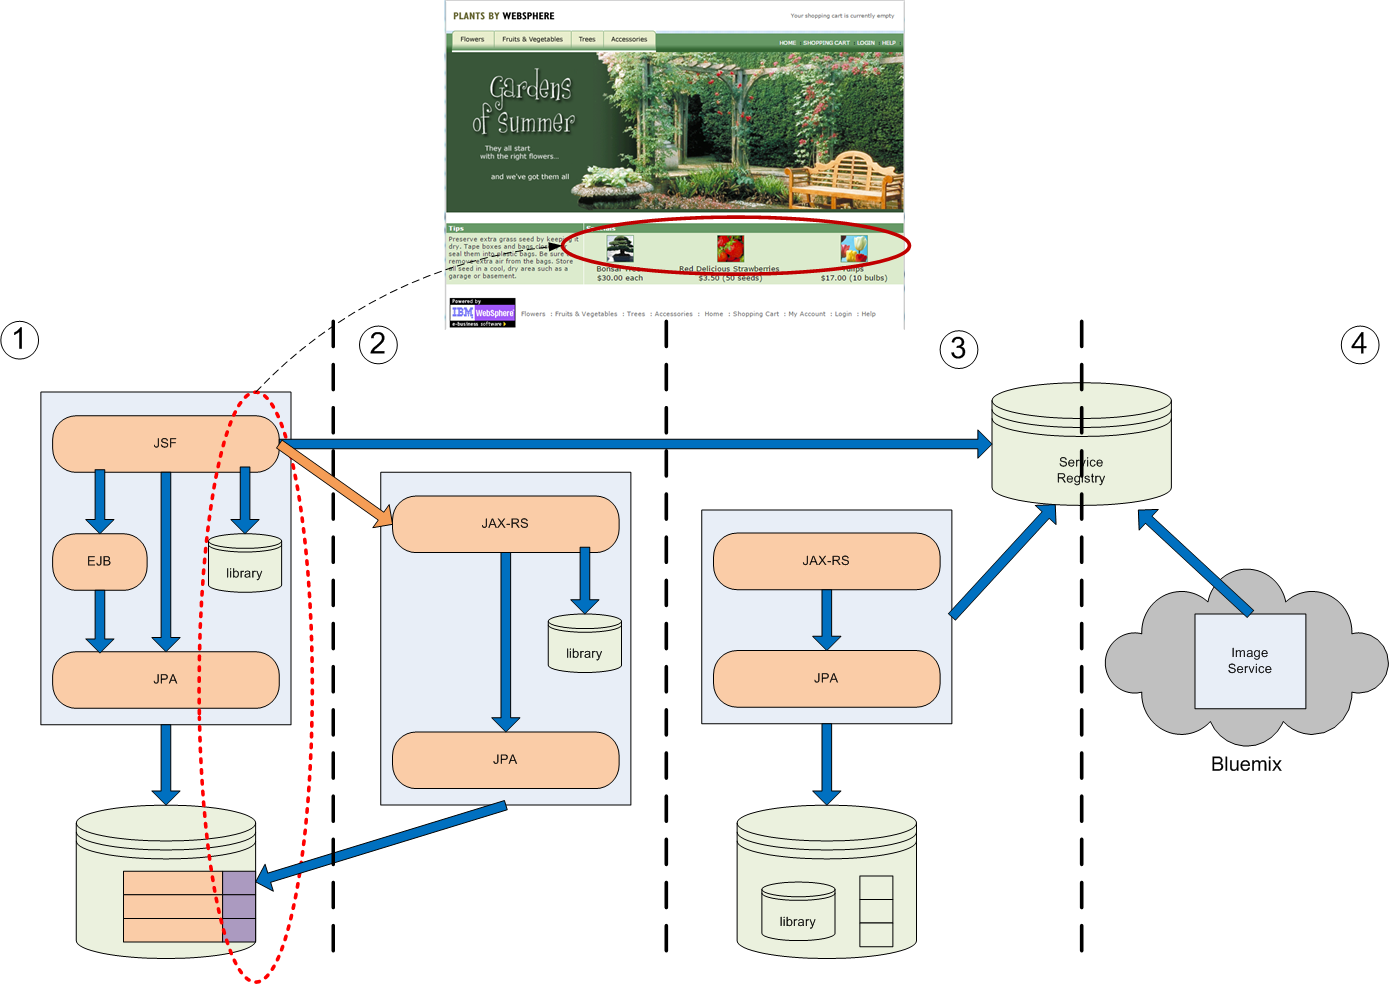 PLANTS BY WEBSPHERE
Your shopping cart is currently empty
Flowers Fruits & Vegetables Trees Accessories
HOME : SHOPPING CART : LOGIN : HELP
Gardens
of Summer
They all start
with the right flowers...
and we've got them all
Tips
Preserve extra grass seed by keeping it
dry. Tape boxes and bags
seal them into plastic bags. Be sure
remove extra air from the bags. Store
all seed in a cool, dry area such as a
garage or basement.
Bonsai Tree
$30.00 each
Red Delicious Strawberries
$3.50 (50 seeds)
Tulips
$17.00 (10 bulbs)
Powered by
IBM WebSphere
e-business software
Flowers : Fruits & Vegetables : Trees : Accessories : Home : Shopping Cart : My Account : Login : Help
1
2
3
4
JSF
EJB
library
JPA
JAX-RS
library
JPA
JAX-RS
JPA
library
Service
Registry
Image
Service
Bluemix